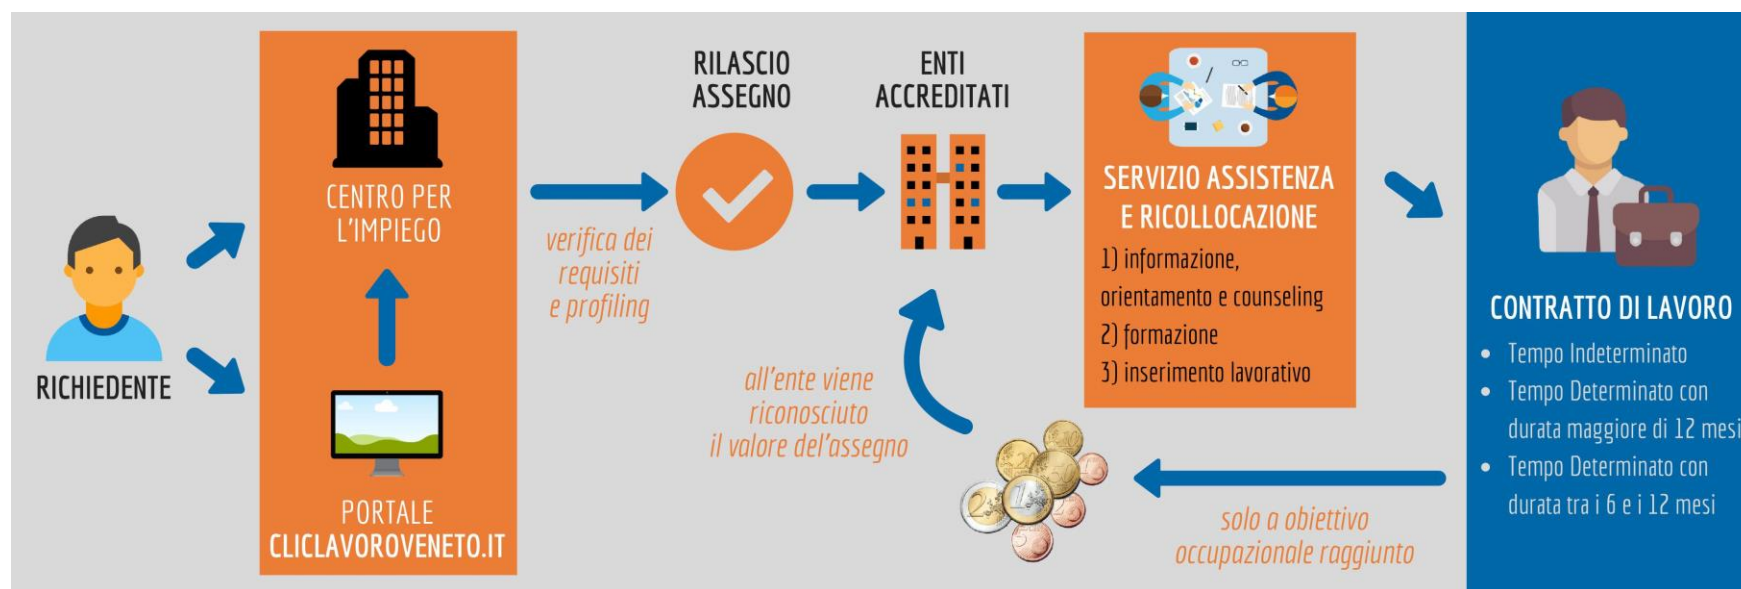 RICHIEDENTE
CENTRO PER
L'IMPIEGO
PORTALE
CLICLAVOROVENETO.IT
verifica dei
requisiti
e profiling
RILASCIO
ASSEGNO
ENTI
ACCREDITATI
all'ente viene
riconosciuto
il valore del'assegno
SERVIZIO ASSISTENZA
E RICOLLOCAZIONE
1) informazione,
orientamento e counseling
2) formazione
3) inserimento lavorativo
solo a obiettivo
occupazionale raggiunto
CONTRATTO DI LAVORO
• Tempo Indeterminato
• Tempo Determinato con
durata maggiore di 12 mesi
• Tempo Determinato con
durata tra i 6 e i 12 mesi